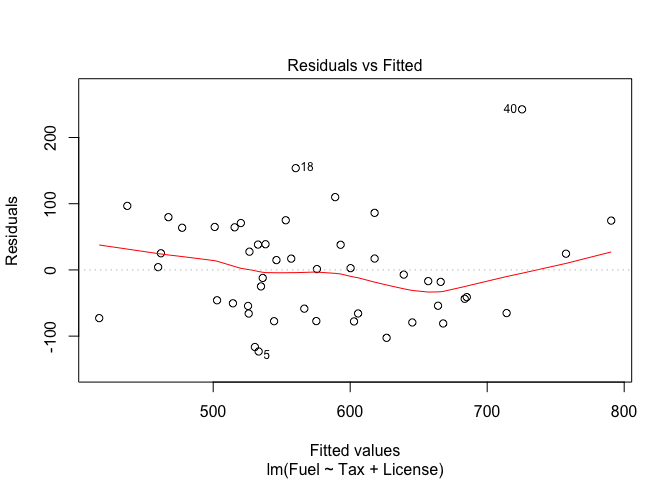 Residuals vs Fitted
Residuals
200
100
0
-100
40
18
5
500 600 700 800
Fitted values
lm(Fuel ~ Tax + License)